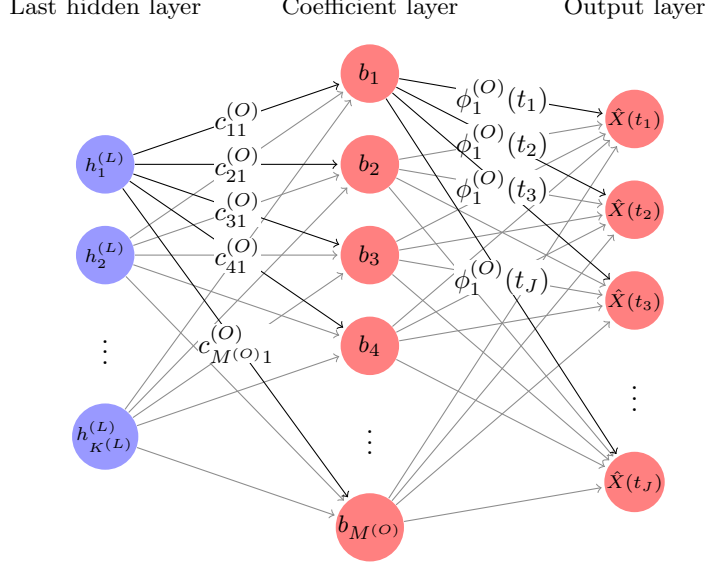 Last hidden layer
Coefficient layer
Output layer
h_1^{(L)}
h_2^{(L)}
⋮
h_{K^{(L)}}^{(L)}
c_{11}^{(O)}
c_{21}^{(O)}
c_{31}^{(O)}
c_{41}^{(O)}
c_{M^{(O)}1}^{(O)}
b_1
b_2
b_3
b_4
⋮
b_{M^{(O)}}
ϕ_1^{(O)}(t_1)
ϕ_1^{(O)}(t_2)
ϕ_1^{(O)}(t_3)
ϕ_1^{(O)}(t_J)
X̂(t_1)
X̂(t_2)
X̂(t_3)
⋮
X̂(t_J)